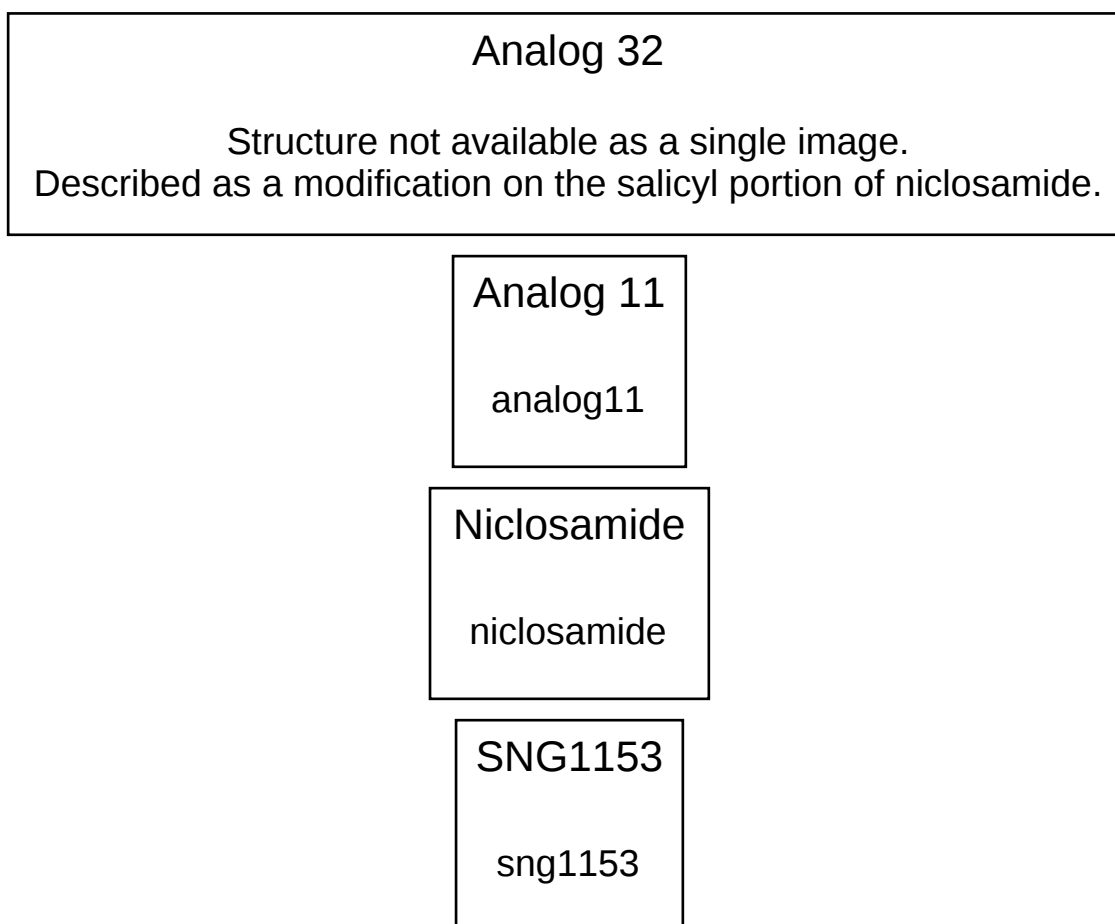 Analog 32
Structure not available as a single image.
Described as a modification on the salicyl portion of niclosamide.
Analog 11
analog11
Niclosamide
niclosamide
SNG1153
sng1153